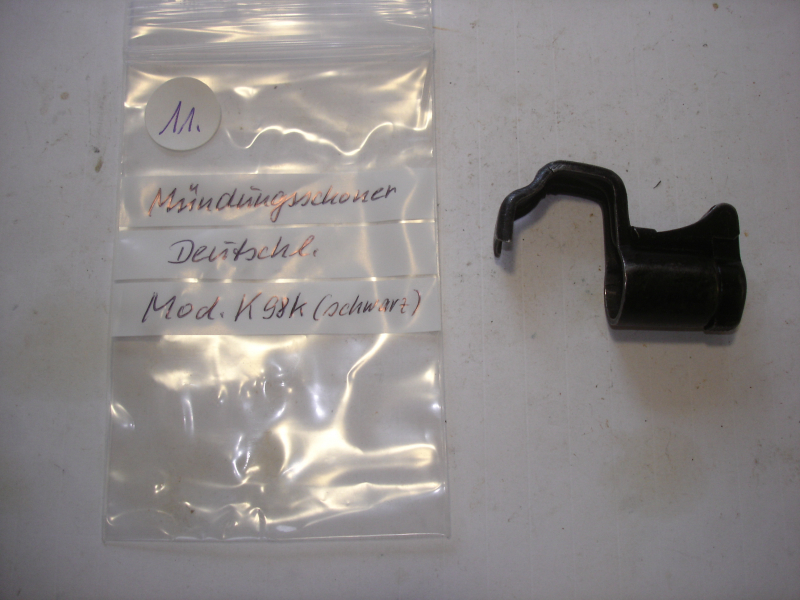 11.
Mündungsschoner
Deutschl.
Mod. K98k (schwarz)